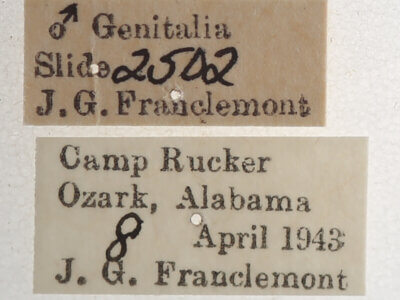 ♂ Genitalia
Slide 2502
J. G. Franclemont
Camp Rucker
Ozark, Alabama
8 April 1943
J. G. Franclemont